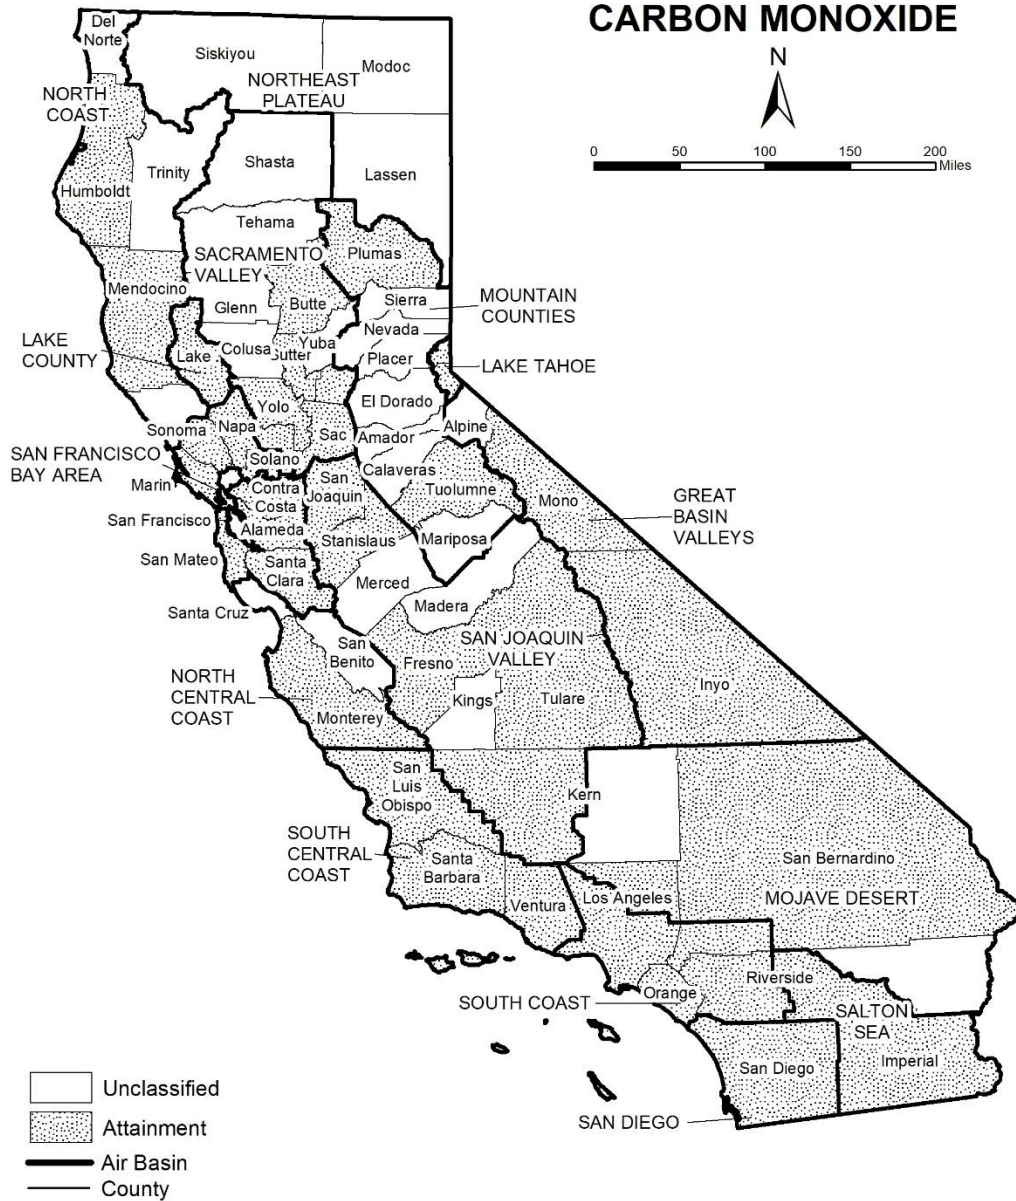 CARBON MONOXIDE
N
0 50 100 150 200
Miles
Del
Norte
Siskiyou
Modoc
NORTHEAST
PLATEAU
NORTH
COAST
Trinity
Shasta
Lassen
Humboldt
Tehama
SACRAMENTO
VALLEY
Plumas
Mendocino
Glenn
Butte
Sierra
MOUNTAIN
COUNTIES
Nevada
LAKE
COUNTY
Lake
Colusa
Yuba
Sutter
Placer
LAKE TAHOE
El Dorado
Yolo
Napa
Sonoma
Sac
Amador
Alpine
SAN FRANCISCO
BAY AREA
Solano
Calaveras
Marin
Contra
Costa
San
Joaquin
Tuolumne
Mono
GREAT
BASIN
VALLEYS
San Francisco
Alameda
Stanislaus
Mariposa
San Mateo
Santa
Clara
Merced
Santa Cruz
Madera
San
Benito
SAN JOAQUIN
VALLEY
Fresno
NORTH
CENTRAL
COAST
Monterey
Kings
Tulare
Inyo
San
Luis
Obispo
Kern
SOUTH
CENTRAL
COAST
Santa
Barbara
San Bernardino
Ventura
Los Angeles
MOJAVE DESERT
Riverside
Orange
SOUTH COAST
SALTON
SEA
San Diego
Imperial
SAN DIEGO
Unclassified
Attainment
Air Basin
County